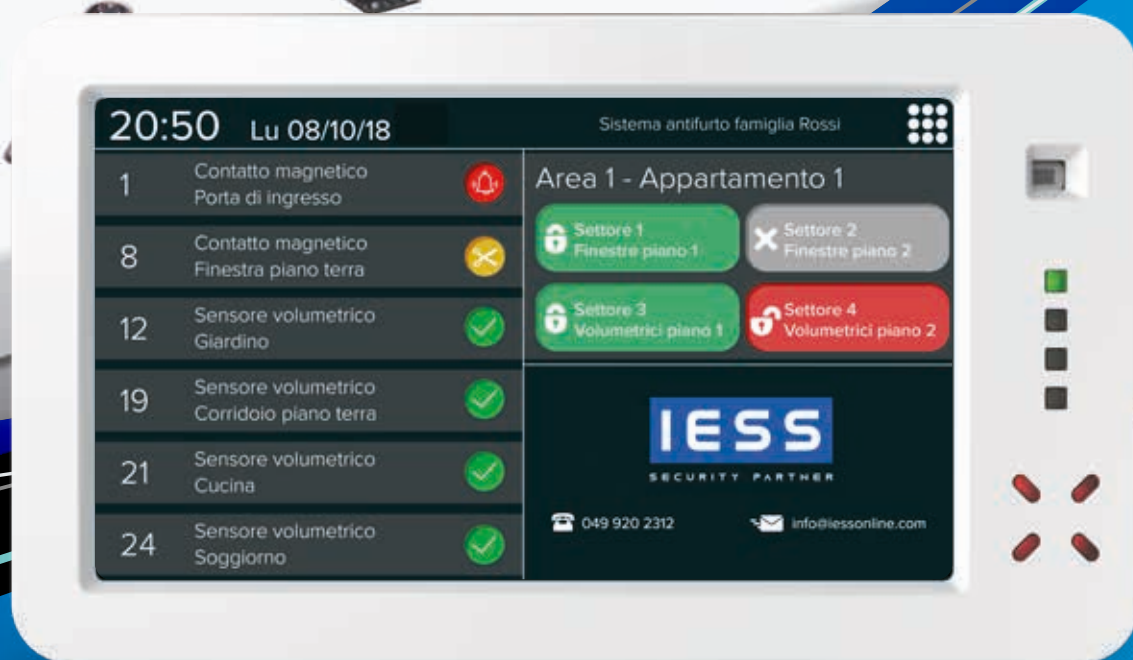 20:50 Lu 08/10/18
Sistema antifurto famiglia Rossi
1
Contatto magnetico
Porta di ingresso
8
Contatto magnetico
Finestra piano terra
12
Sensore volumetrico
Giardino
19
Sensore volumetrico
Corridoio piano terra
21
Sensore volumetrico
Cucina
24
Sensore volumetrico
Soggiorno
Area 1 - Appartamento 1
Settore 1
Finestre piano 1
Settore 2
Finestre piano 2
Settore 3
Volumetrici piano 1
Settore 4
Volumetrici piano 2
IESS
SECURITY PARTNER
049 920 2312
info@iessonline.com